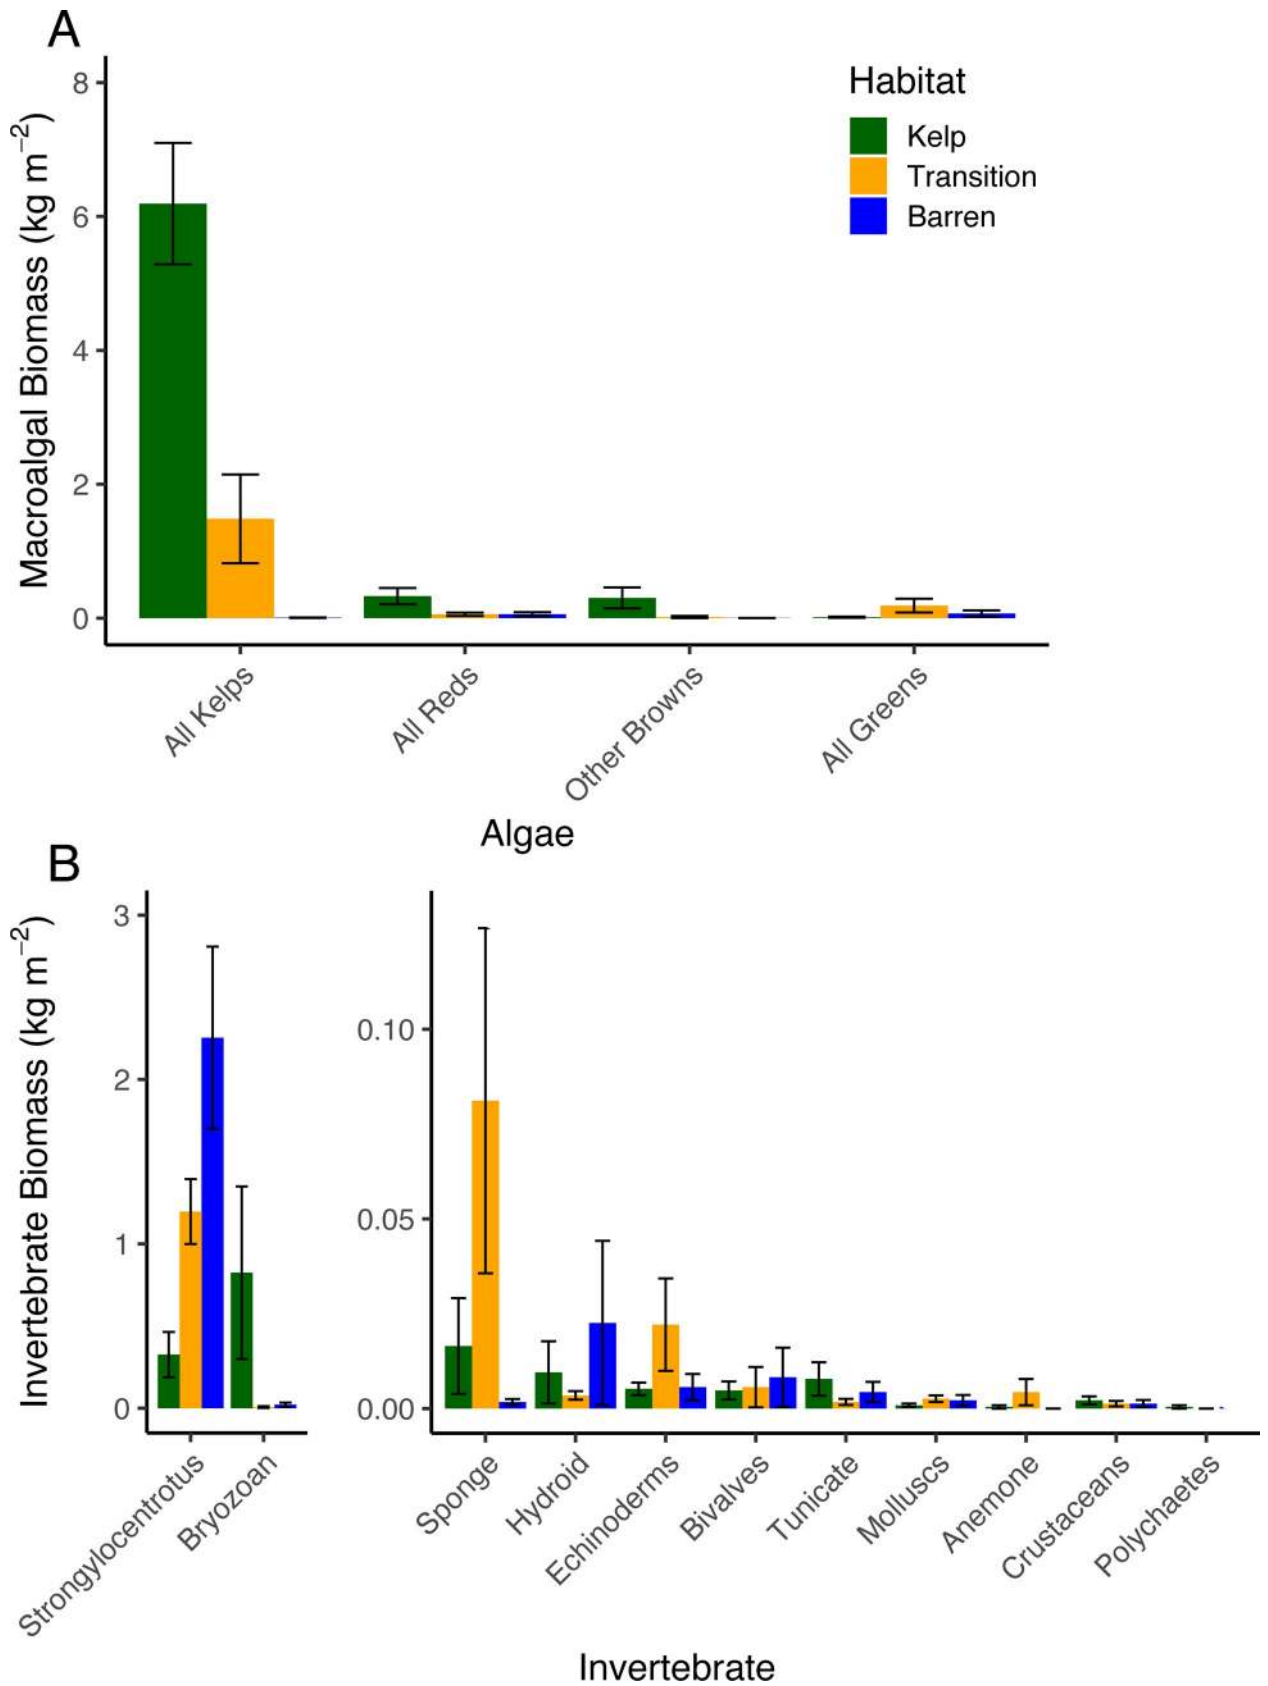 A
Macroalgal Biomass (kg m⁻²)
8
6
4
2
0
Habitat
Kelp
Transition
Barren
All Kelps
All Reds
Other Browns
All Greens
Algae
B
Invertebrate Biomass (kg m⁻²)
3
2
1
0
0.10
0.05
0.00
Strongylocentrotus
Bryozoan
Sponge
Hydroid
Echinoderms
Bivalves
Tunicate
Molluscs
Anemone
Crustaceans
Polychaetes
Invertebrate